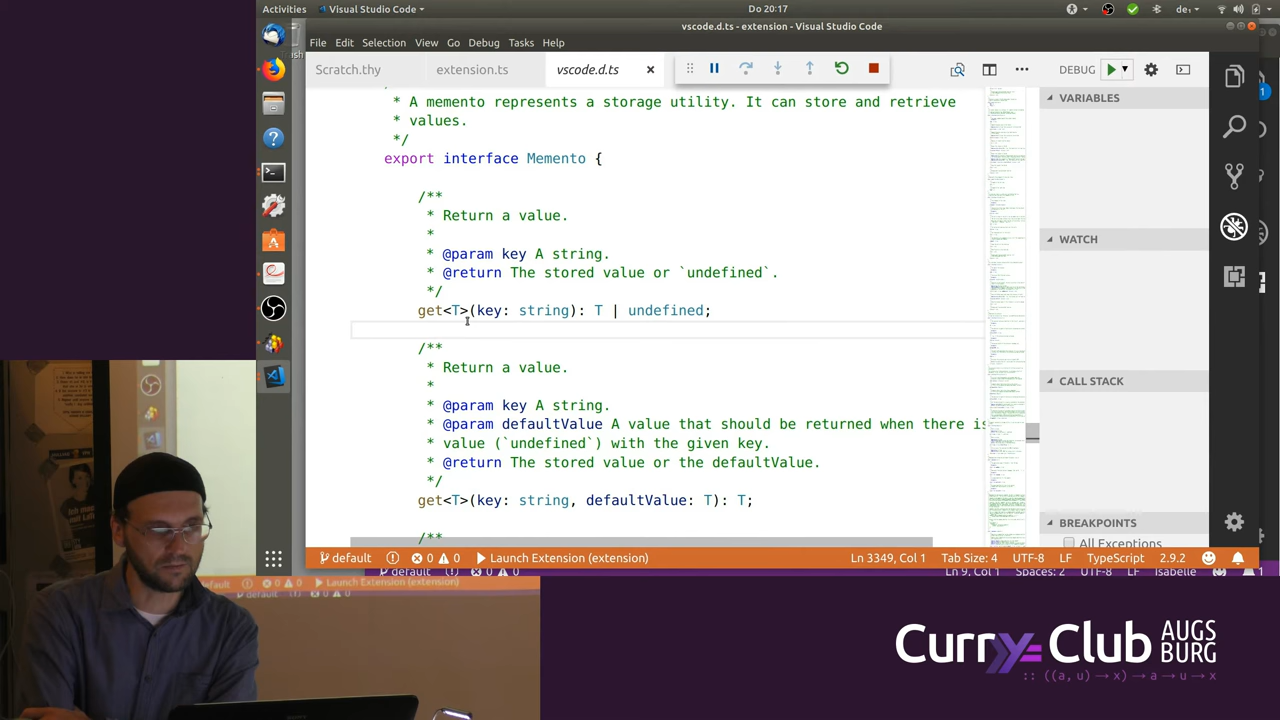 Activities
Visual Studio Code
Do 20:17
de
vscode.d.ts - extension - Visual Studio Code
File Edit Selection View Go Debug Tasks Help
Scratch.thy
extension.ts
vscode.d.ts
DEBUG
* A memento represents a storage utility. It can store and retrieve
* values.
export interface Memento {
/**
* Return a value.
*
* @param key A string.
* @return The stored value or `undefined`.
*/
get<T>(key: string): T | undefined;
/**
* Return a value.
*
* @param key A string.
* @param defaultValue A value that should be returned when there is
* value (`undefined`) with the given key.
* @return The stored value or the defaultValue.
*/
get<T>(key: string, defaultValue: T): T;
/**
VARIABLES
WATCH
CALL STACK
BREAKPOINTS
All Exceptions
default
0
0
Launch Extension (extension)
Ln 3349, Col 1
Tab Size: 4
UTF-8
LF
TypeScript
2.9.2
default
0
0
Ln 9, Col 1
Spaces: 2
UTF-8
LF
Isabelle
Curry Club
AUGS
BURG
:: ((a, u) → x) → a → u → x